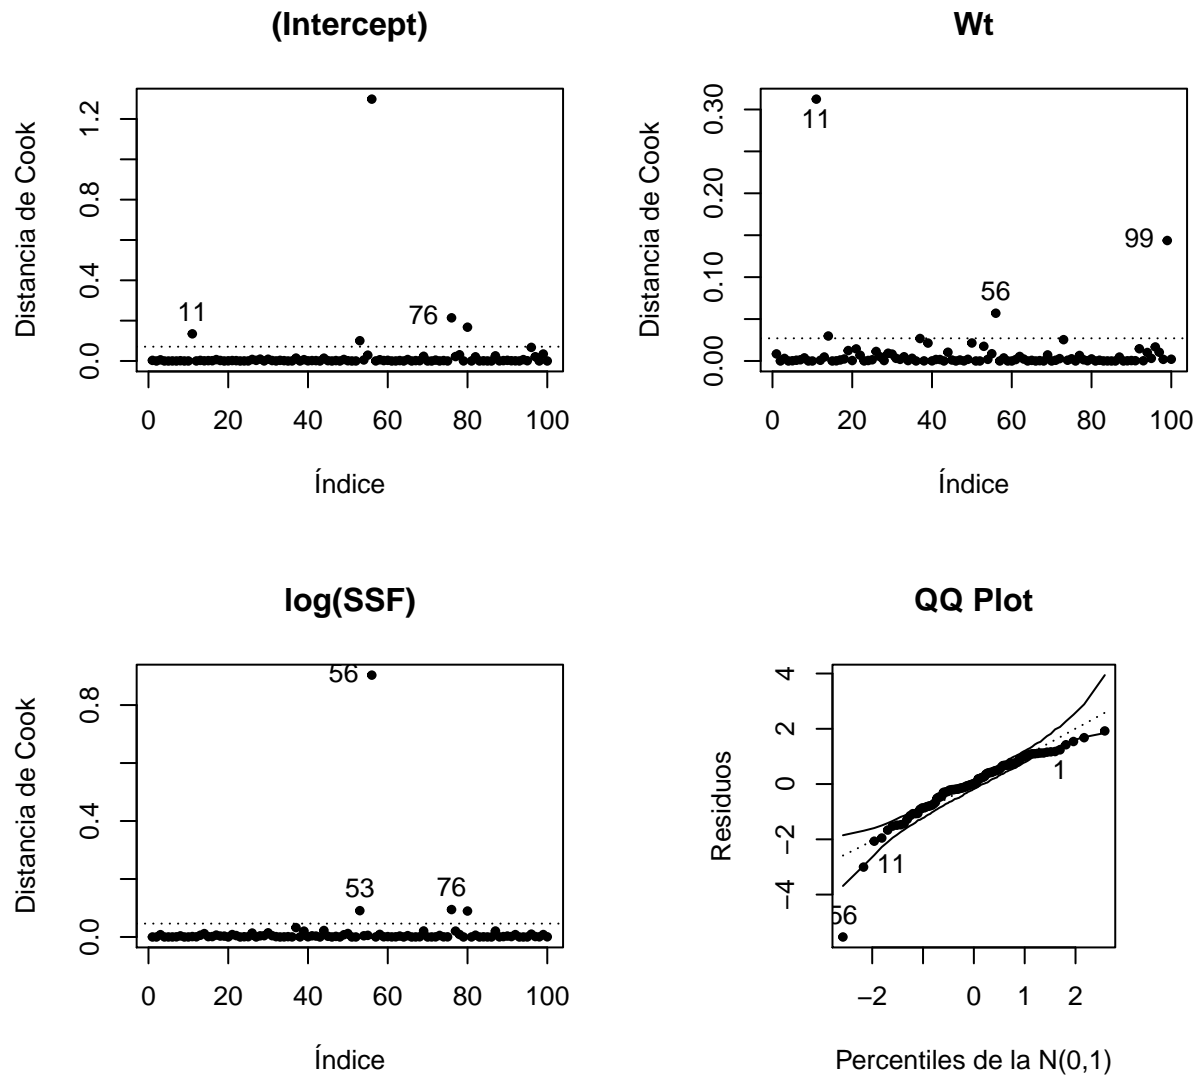 (Intercept)
Distancia de Cook
1.2
0.8
0.4
0.0
11
76
0 20 40 60 80 100
Índice
Wt
Distancia de Cook
0.30
0.20
0.10
0.00
11
99
56
0 20 40 60 80 100
Índice
log(SSF)
Distancia de Cook
0.8
0.4
0.0
56
53
76
0 20 40 60 80 100
Índice
QQ Plot
Residuos
4
2
0
−2
−4
1
11
56
−2 0 1 2
Percentiles de la N(0,1)